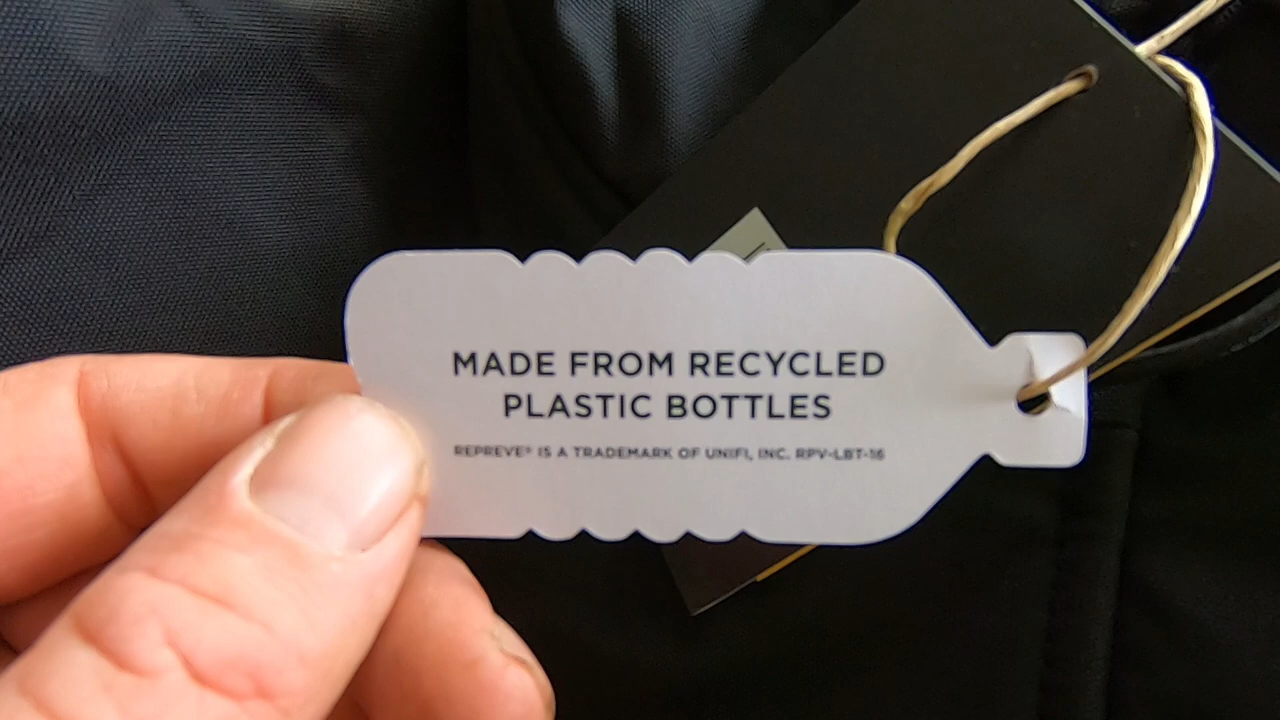 MADE FROM RECYCLED
PLASTIC BOTTLES
REPREVE® IS A TRADEMARK OF UNIFI, INC. RPV-LBT-16